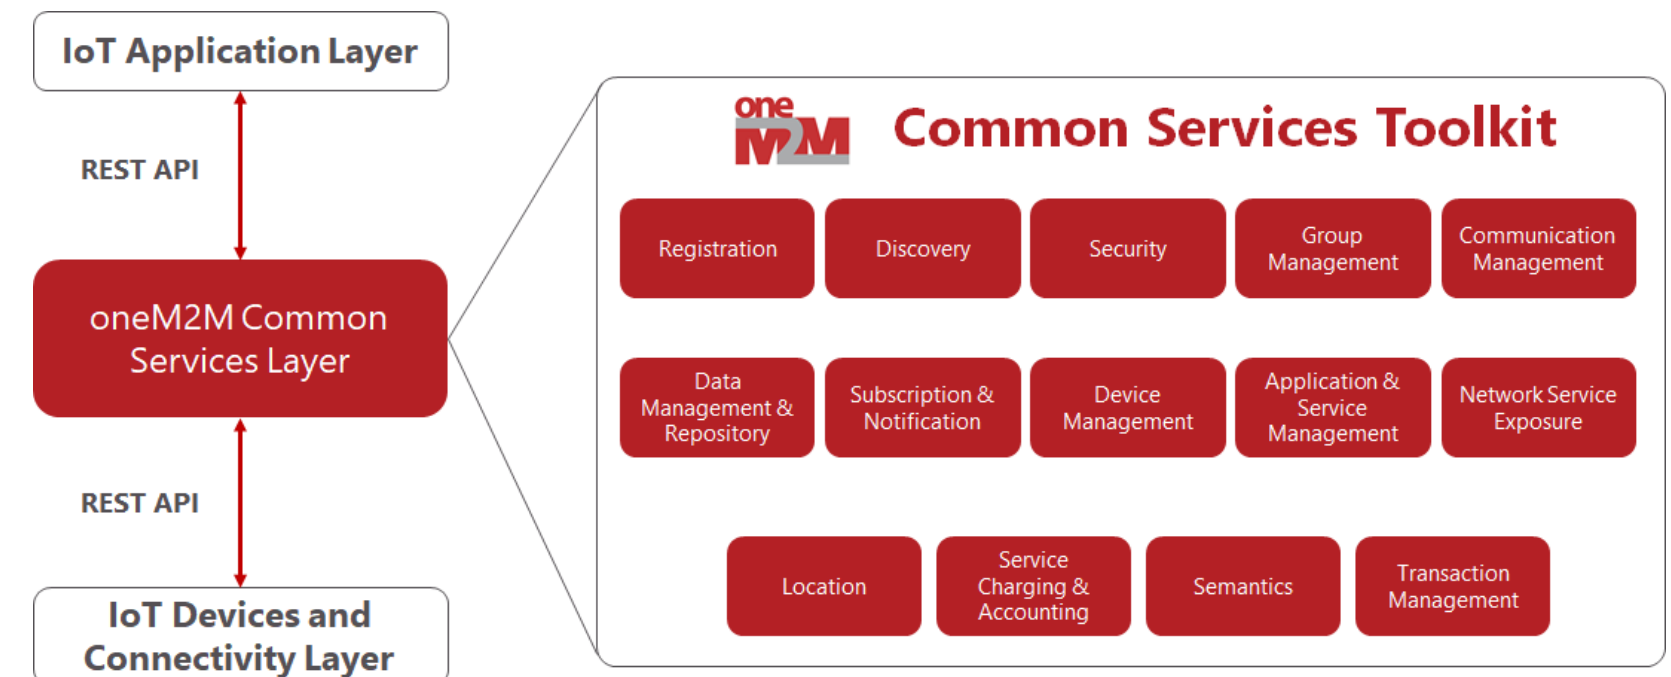 IoT Application Layer
REST API
oneM2M Common
Services Layer
REST API
IoT Devices and
Connectivity Layer
one
M2M
Common Services Toolkit
Registration
Discovery
Security
Group
Management
Communication
Management
Data
Management &
Repository
Subscription &
Notification
Device
Management
Application &
Service
Management
Network Service
Exposure
Location
Service
Charging &
Accounting
Semantics
Transaction
Management